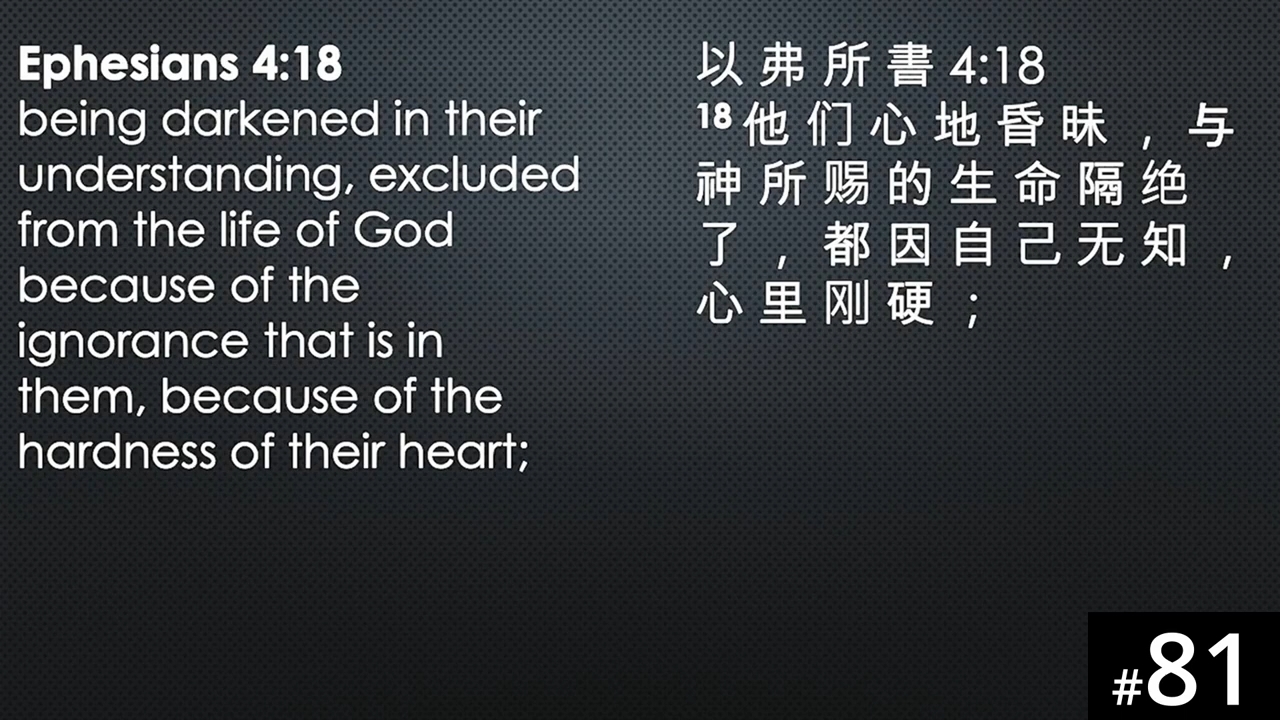 Ephesians 4:18
being darkened in their
understanding, excluded
from the life of God
because of the
ignorance that is in
them, because of the
hardness of their heart;
以弗所書 4:18
18 他们心地昏昧，与
神所赐的生命隔绝
了，都因自己无知，
心里刚硬；
#81